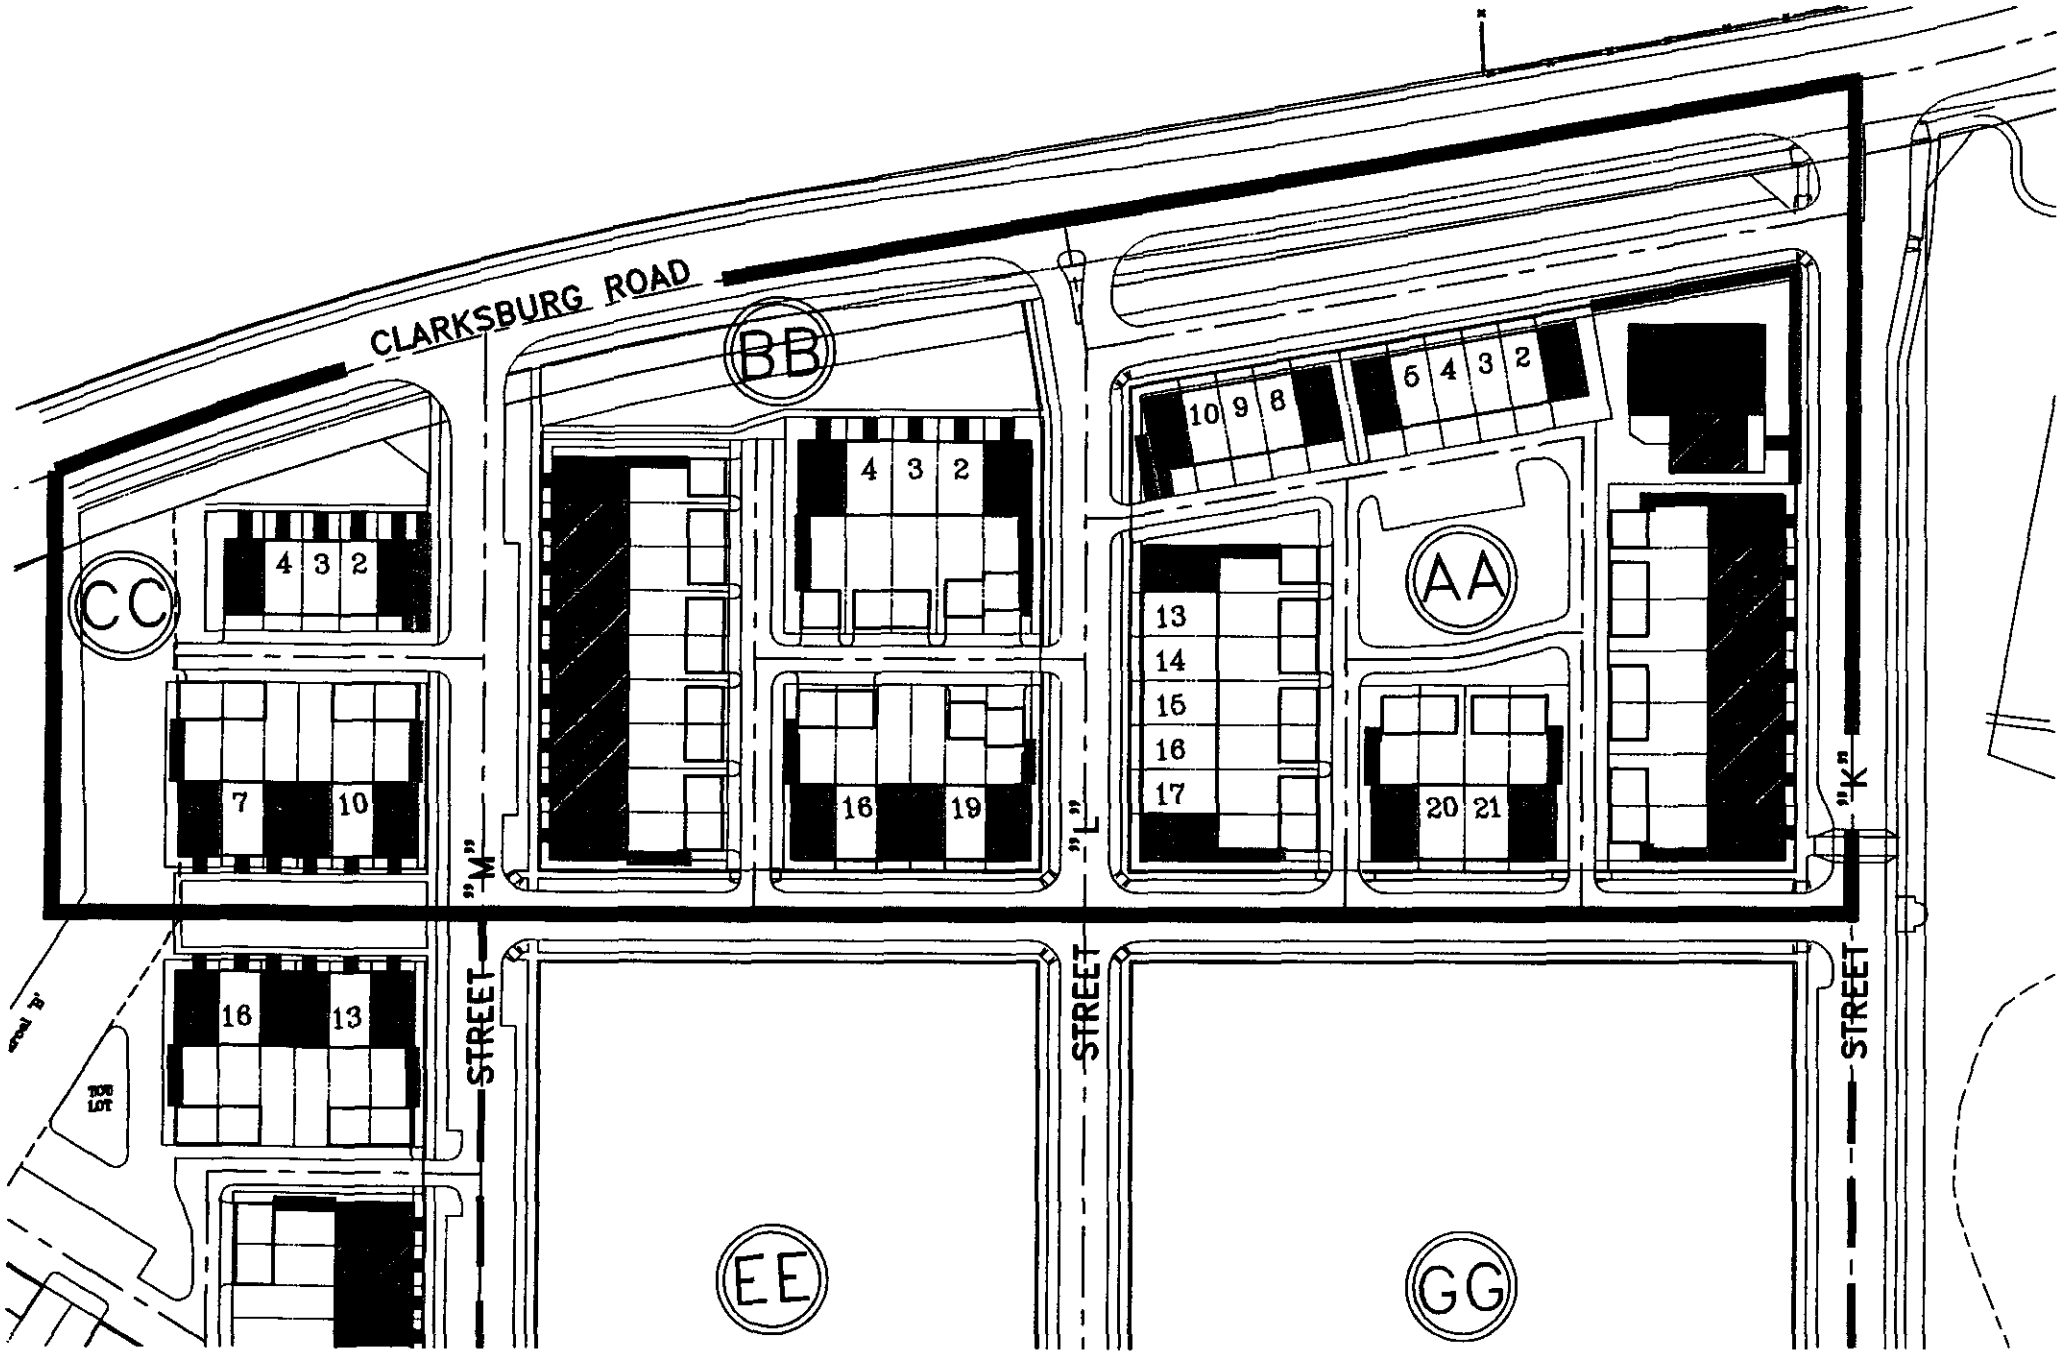 CLARKSBURG ROAD
BB
5 4 3 2
10 9 8
4 3 2
4 3 2
CC
AA
13
14
15
16
17
7 10
16 19
20 21
"M" STREET
"L" STREET
"K" STREET
16 13
TOT
LOT
EE
GG